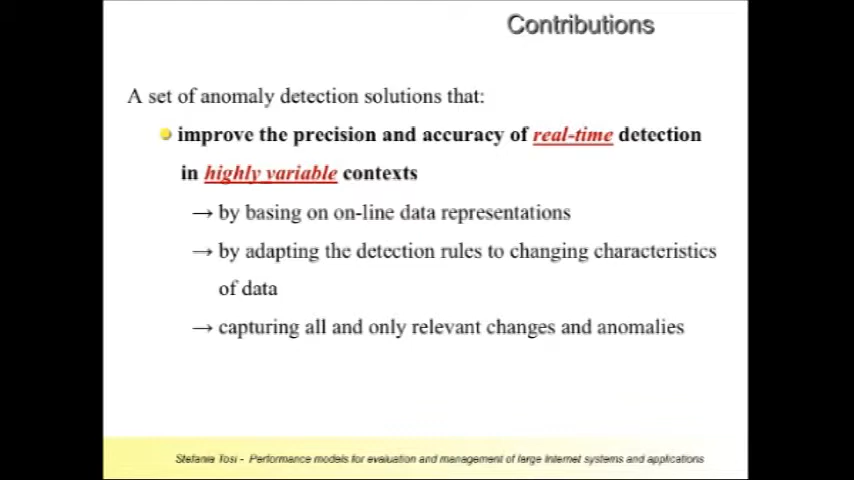 Contributions
A set of anomaly detection solutions that:
improve the precision and accuracy of real-time detection
in highly variable contexts
→ by basing on on-line data representations
→ by adapting the detection rules to changing characteristics
of data
→ capturing all and only relevant changes and anomalies
Stefania Tosi - Performance models for evaluation and management of large Internet systems and applications